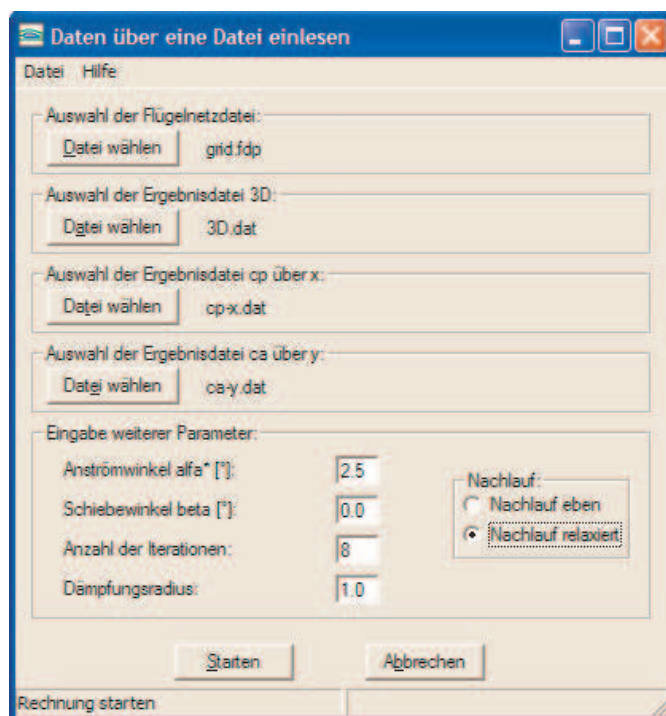 Daten über eine Datei einlesen
Datei Hilfe
Auswahl der Flügelnetzdatei:
Datei wählen grid.fdp
Auswahl der Ergebnisdatei 3D:
Datei wählen 3D.dat
Auswahl der Ergebnisdatei cp über x:
Datei wählen cp-x.dat
Auswahl der Ergebnisdatei ca über y:
Datei wählen ca-y.dat
Eingabe weiterer Parameter:
Anströmwinkel alfa* [°]: 2.5
Schiebewinkel beta [°]: 0.0
Anzahl der Iterationen: 8
Dämpfungsradius: 1.0
Nachlauf:
Nachlauf eben
Nachlauf relaxiert
Starten Abbrechen
Rechnung starten